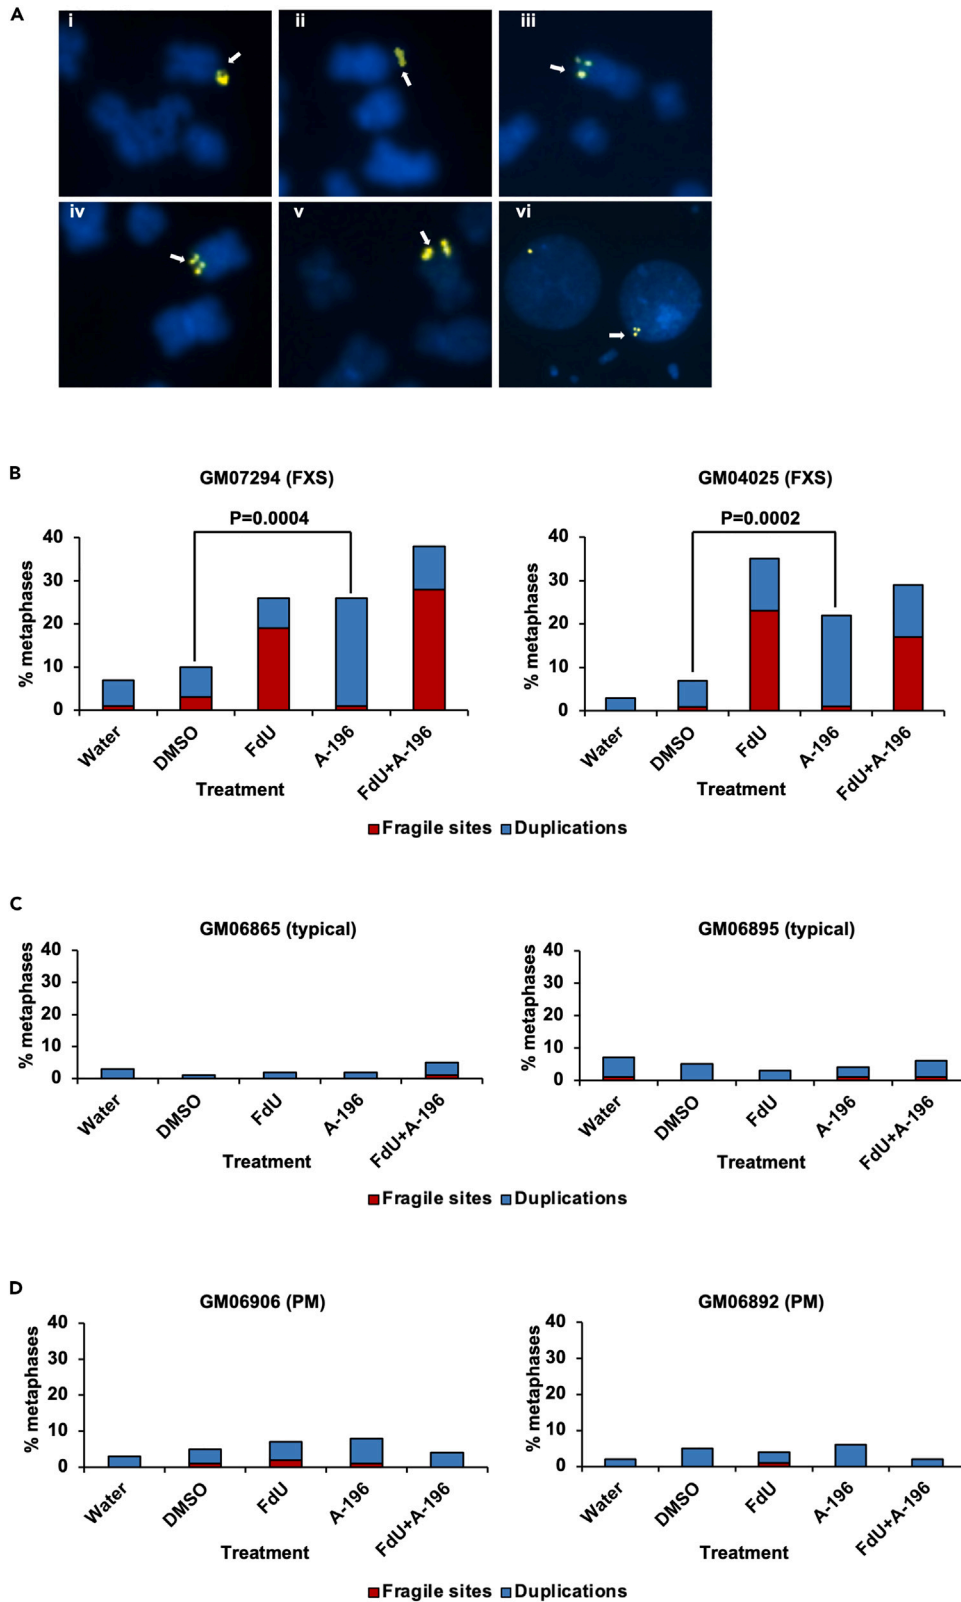 A
i
ii
iii
iv
v
vi
B
GM07294 (FXS)
P=0.0004
% metaphases
40
30
20
10
0
Water
DMSO
FdU
A-196
FdU+A-196
Treatment
GM04025 (FXS)
P=0.0002
% metaphases
40
30
20
10
0
Water
DMSO
FdU
A-196
FdU+A-196
Treatment
Fragile sites Duplications
C
GM06865 (typical)
% metaphases
40
30
20
10
0
Water
DMSO
FdU
A-196
FdU+A-196
Treatment
GM06895 (typical)
% metaphases
40
30
20
10
0
Water
DMSO
FdU
A-196
FdU+A-196
Treatment
Fragile sites Duplications
D
GM06906 (PM)
% metaphases
40
30
20
10
0
Water
DMSO
FdU
A-196
FdU+A-196
Treatment
GM06892 (PM)
% metaphases
40
30
20
10
0
Water
DMSO
FdU
A-196
FdU+A-196
Treatment
Fragile sites Duplications